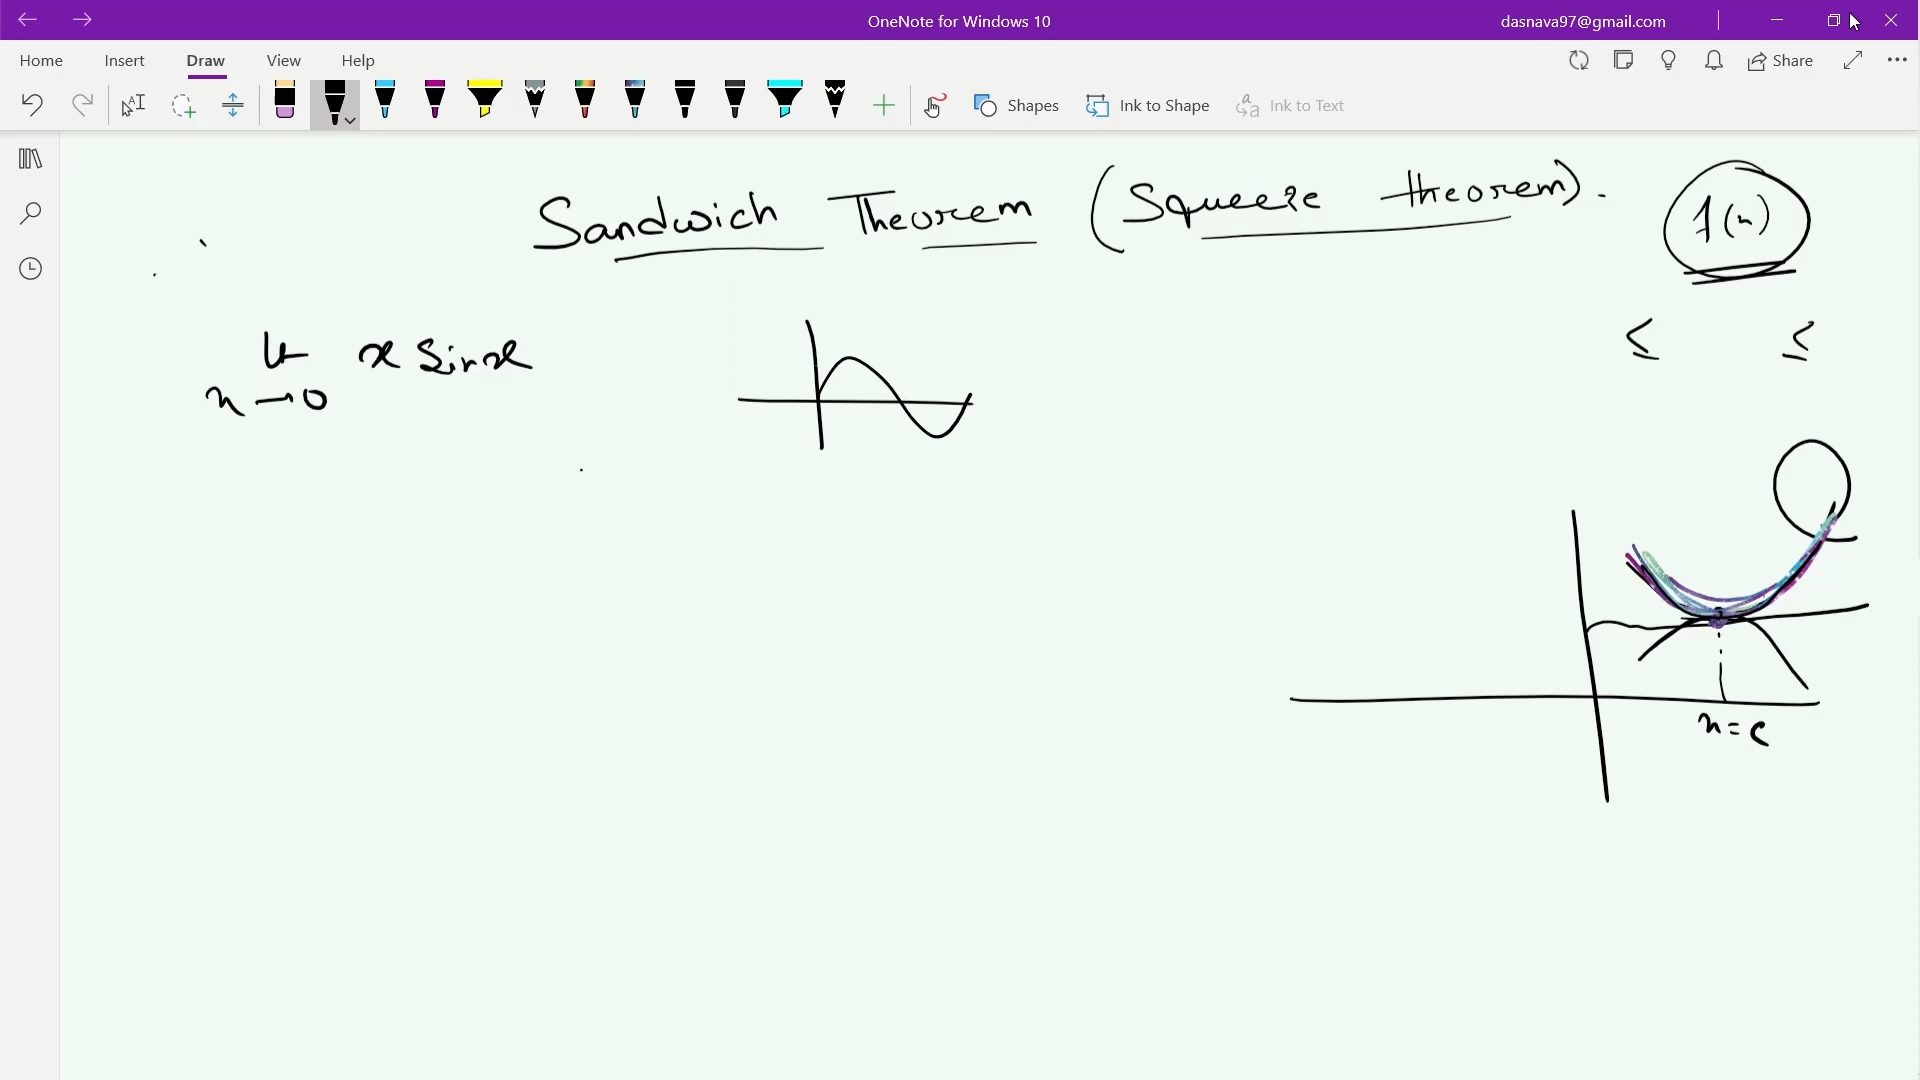 OneNote for Windows 10
dasnava97@gmail.com
Home Insert Draw View Help
Share
Shapes Ink to Shape Ink to Text
Sandwich Theorem (Squeeze theorem).
f(x)
≤ ≤
lt x sin x
x → 0
x = c